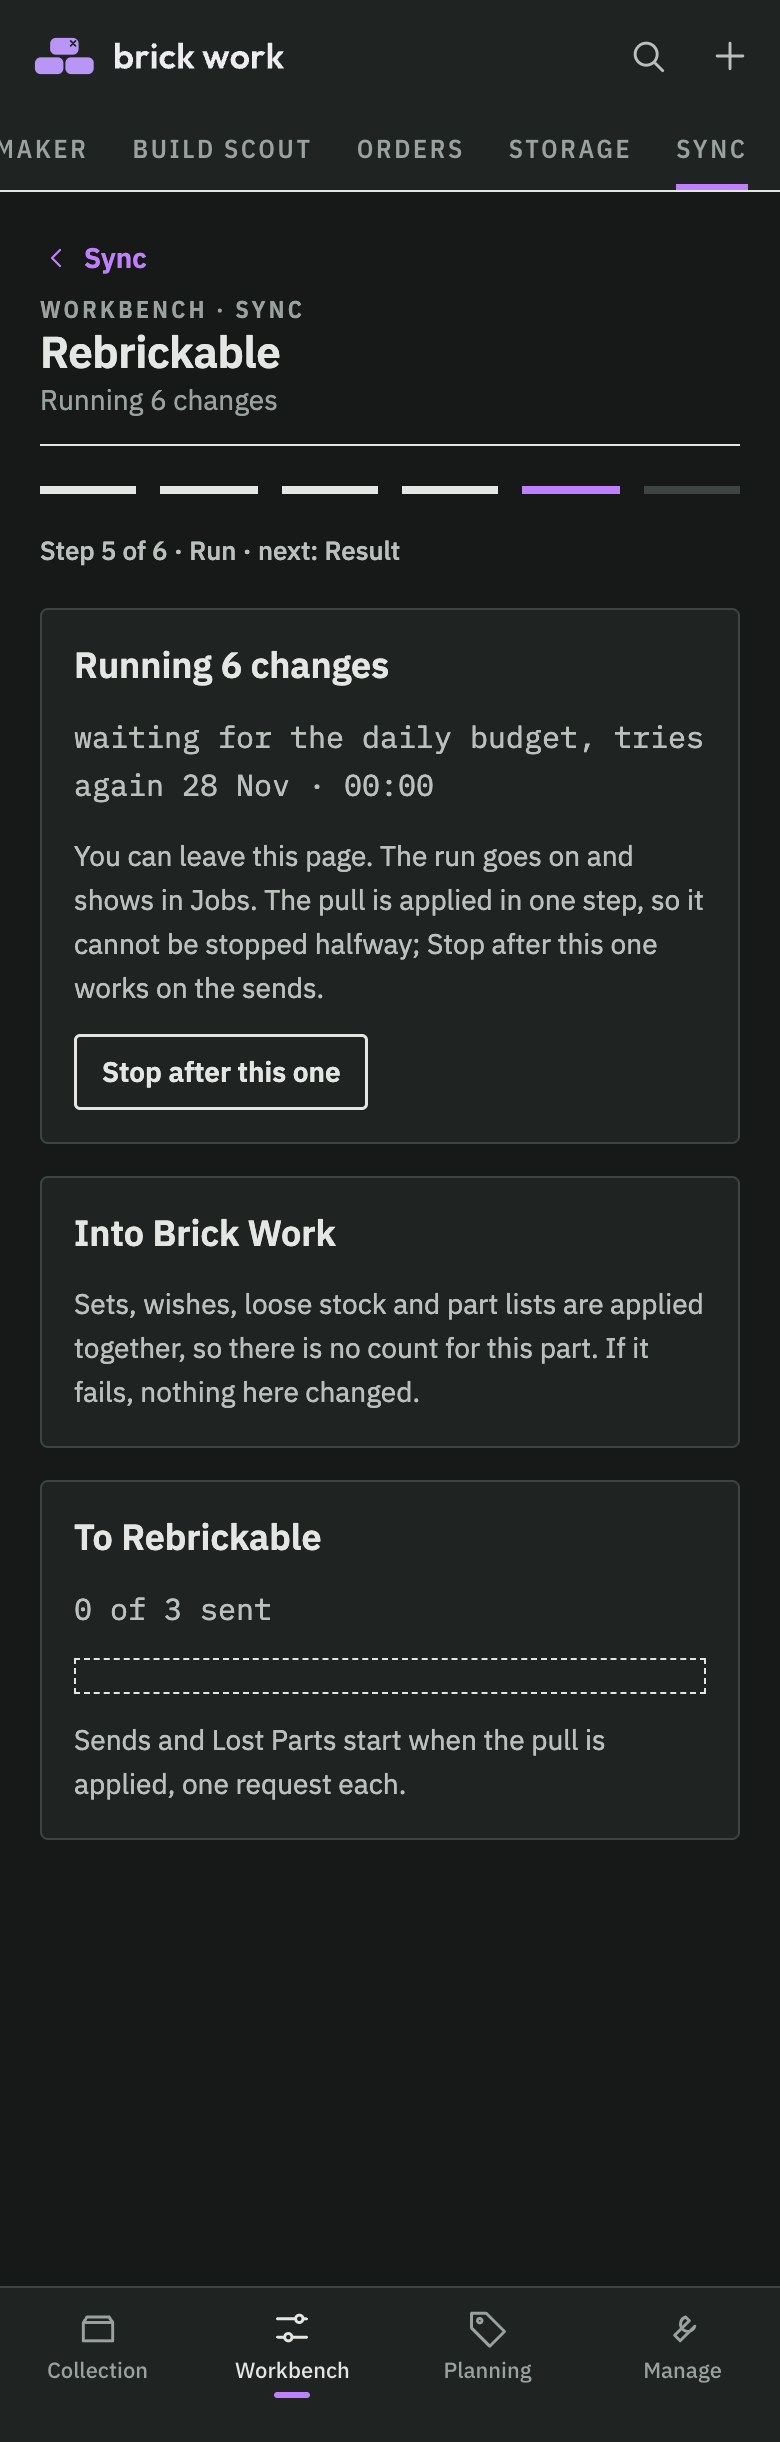 brick work
MAKER BUILD SCOUT ORDERS STORAGE SYNC
Sync
WORKBENCH · SYNC
Rebrickable
Running 6 changes
Step 5 of 6 · Run · next: Result
Running 6 changes
waiting for the daily budget, tries
again 28 Nov · 00:00
You can leave this page. The run goes on and
shows in Jobs. The pull is applied in one step, so it
cannot be stopped halfway; Stop after this one
works on the sends.
Stop after this one
Into Brick Work
Sets, wishes, loose stock and part lists are applied
together, so there is no count for this part. If it
fails, nothing here changed.
To Rebrickable
0 of 3 sent
Sends and Lost Parts start when the pull is
applied, one request each.
Collection Workbench Planning Manage